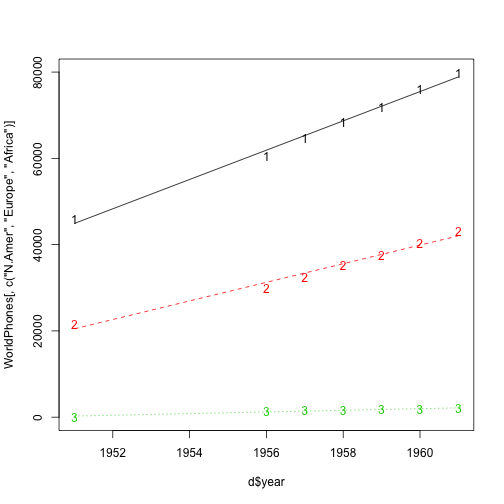 80000
60000
40000
20000
0
WorldPhones[, c("N.Amer", "Europe", "Africa")]
1 1 1 1 1 1 1
2 2 2 2 2 2 2
3 3 3 3 3 3 3
1952 1954 1956 1958 1960
d$year